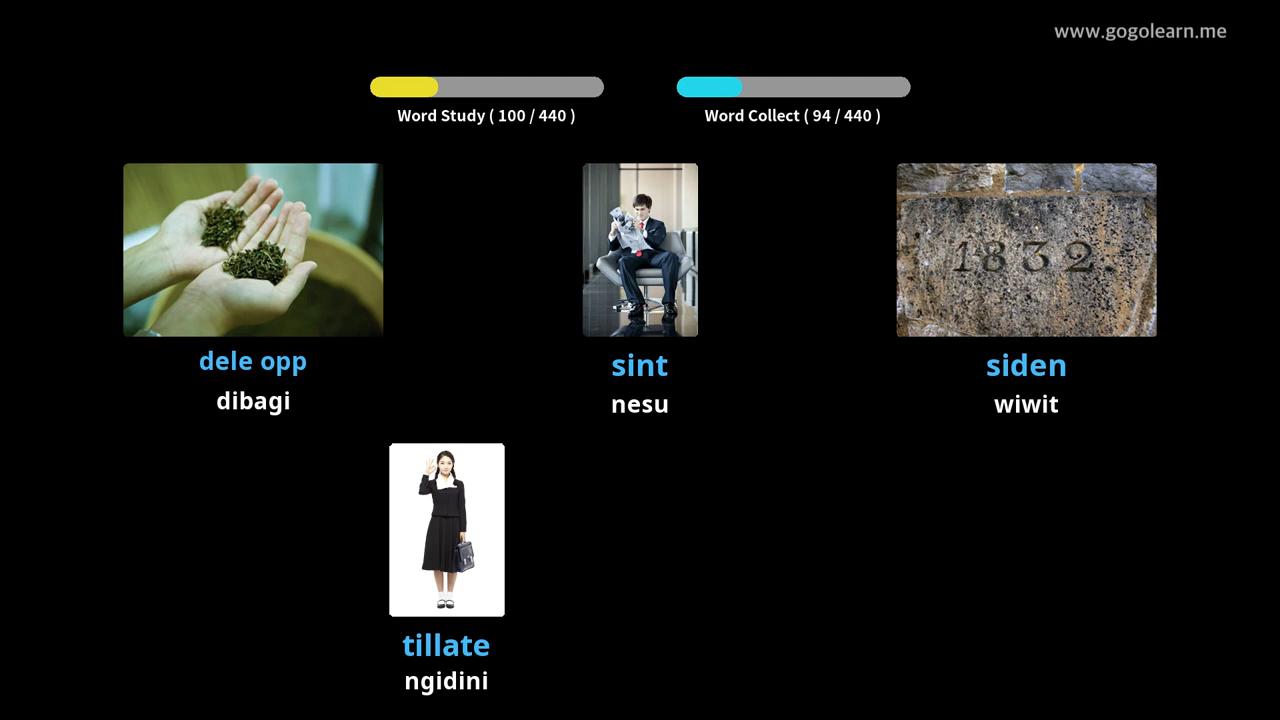 www.gogolearn.me
Word Study ( 100 / 440 )
Word Collect ( 94 / 440 )
1832.
dele opp
dibagi
sint
nesu
siden
wiwit
tillate
ngidini